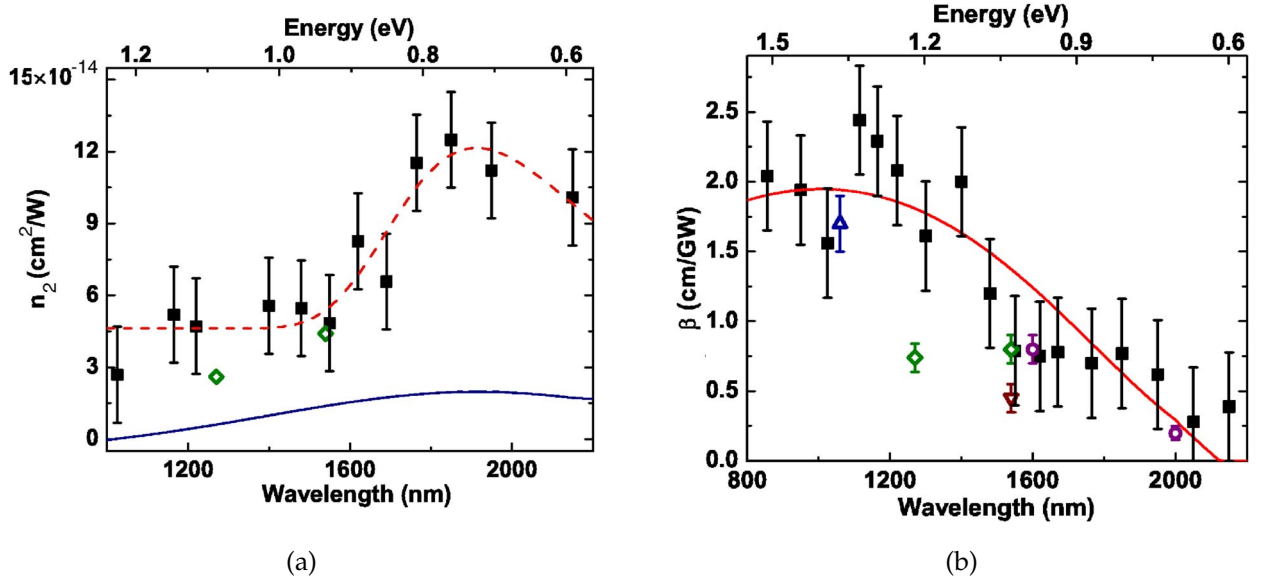 Energy (eV)
1.2 1.0 0.8 0.6
15×10⁻¹⁴
12
9
6
3
0
n₂ (cm²/W)
1200 1600 2000
Wavelength (nm)
(a)
Energy (eV)
1.5 1.2 0.9 0.6
2.5
2.0
1.5
1.0
0.5
0.0
β (cm/GW)
800 1200 1600 2000
Wavelength (nm)
(b)